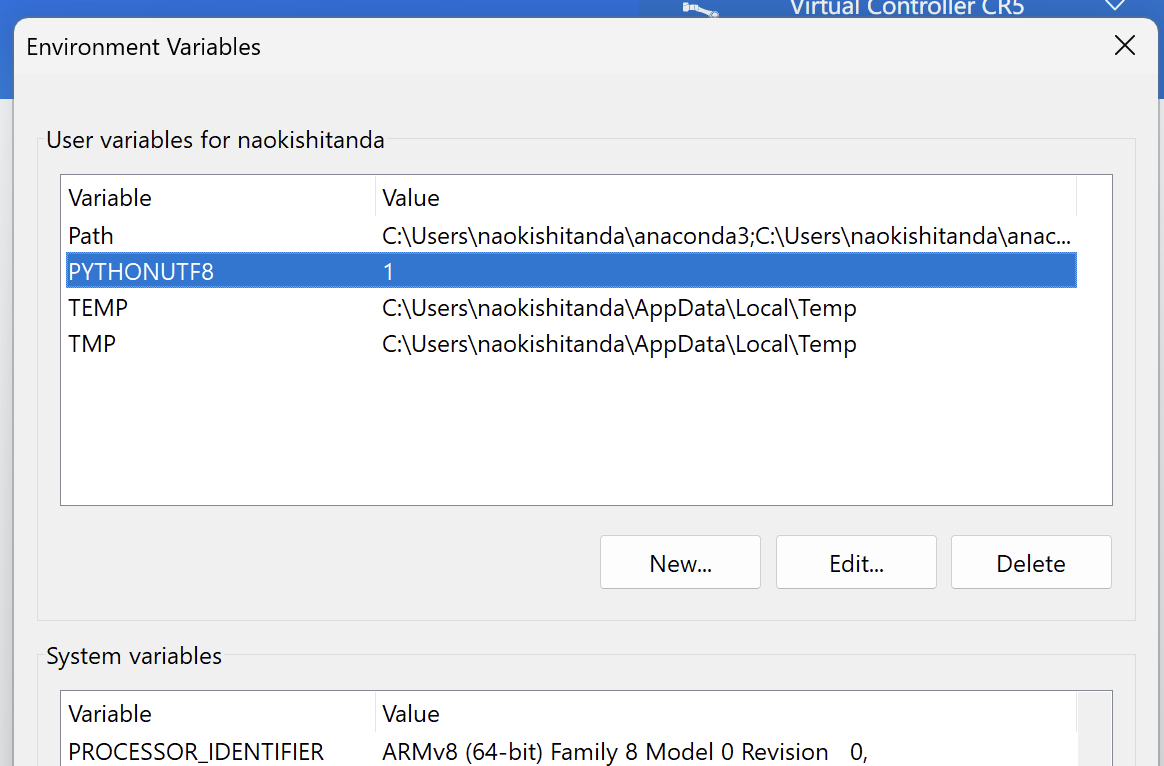 Virtual Controller CR5
Environment Variables
User variables for naokishitanda
Variable Value
Path C:\Users\naokishitanda\anaconda3;C:\Users\naokishitanda\anac...
PYTHONUTF8 1
TEMP C:\Users\naokishitanda\AppData\Local\Temp
TMP C:\Users\naokishitanda\AppData\Local\Temp
New... Edit... Delete
System variables
Variable Value
PROCESSOR_IDENTIFIER ARMv8 (64-bit) Family 8 Model 0 Revision   0,